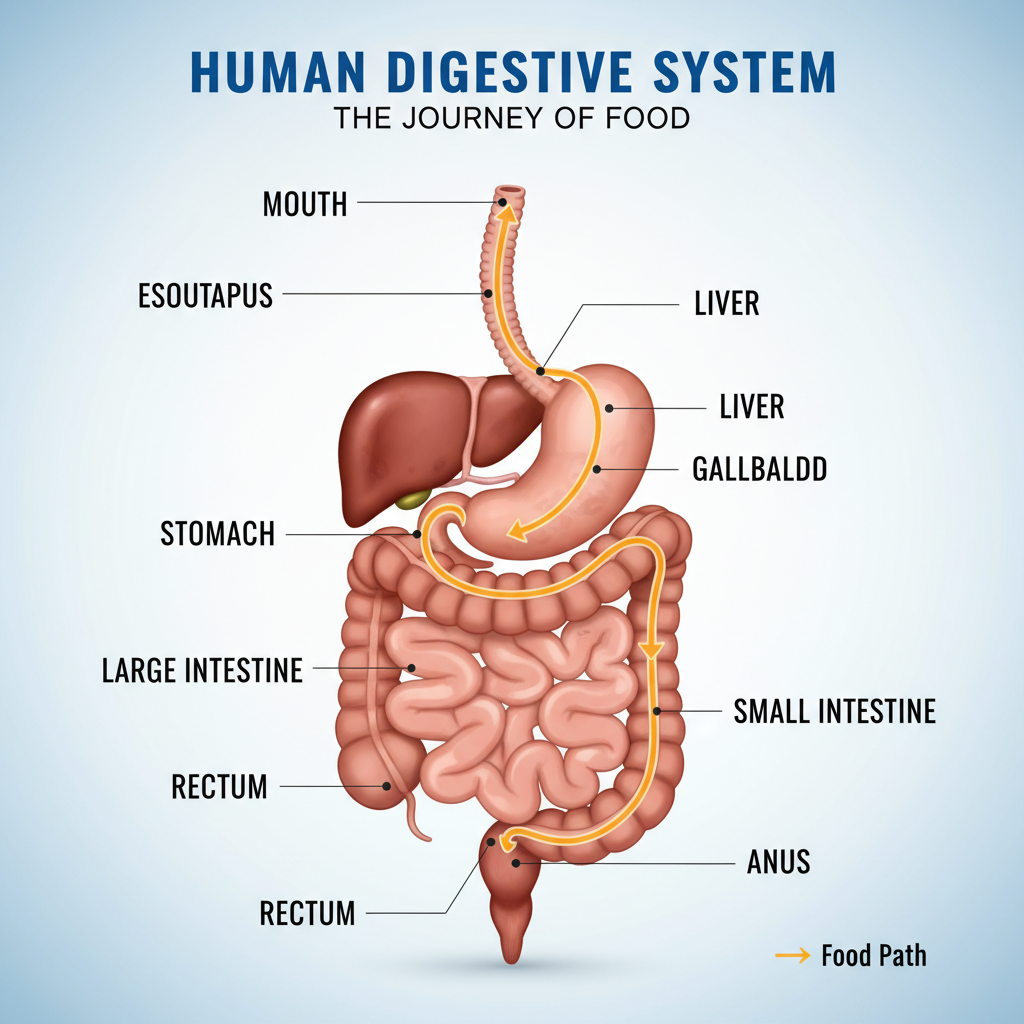 HUMAN DIGESTIVE SYSTEM
THE JOURNEY OF FOOD
MOUTH
ESOUTAPUS
LIVER
LIVER
GALLBALDD
STOMACH
LARGE INTESTINE
SMALL INTESTINE
RECTUM
ANUS
RECTUM
Food Path